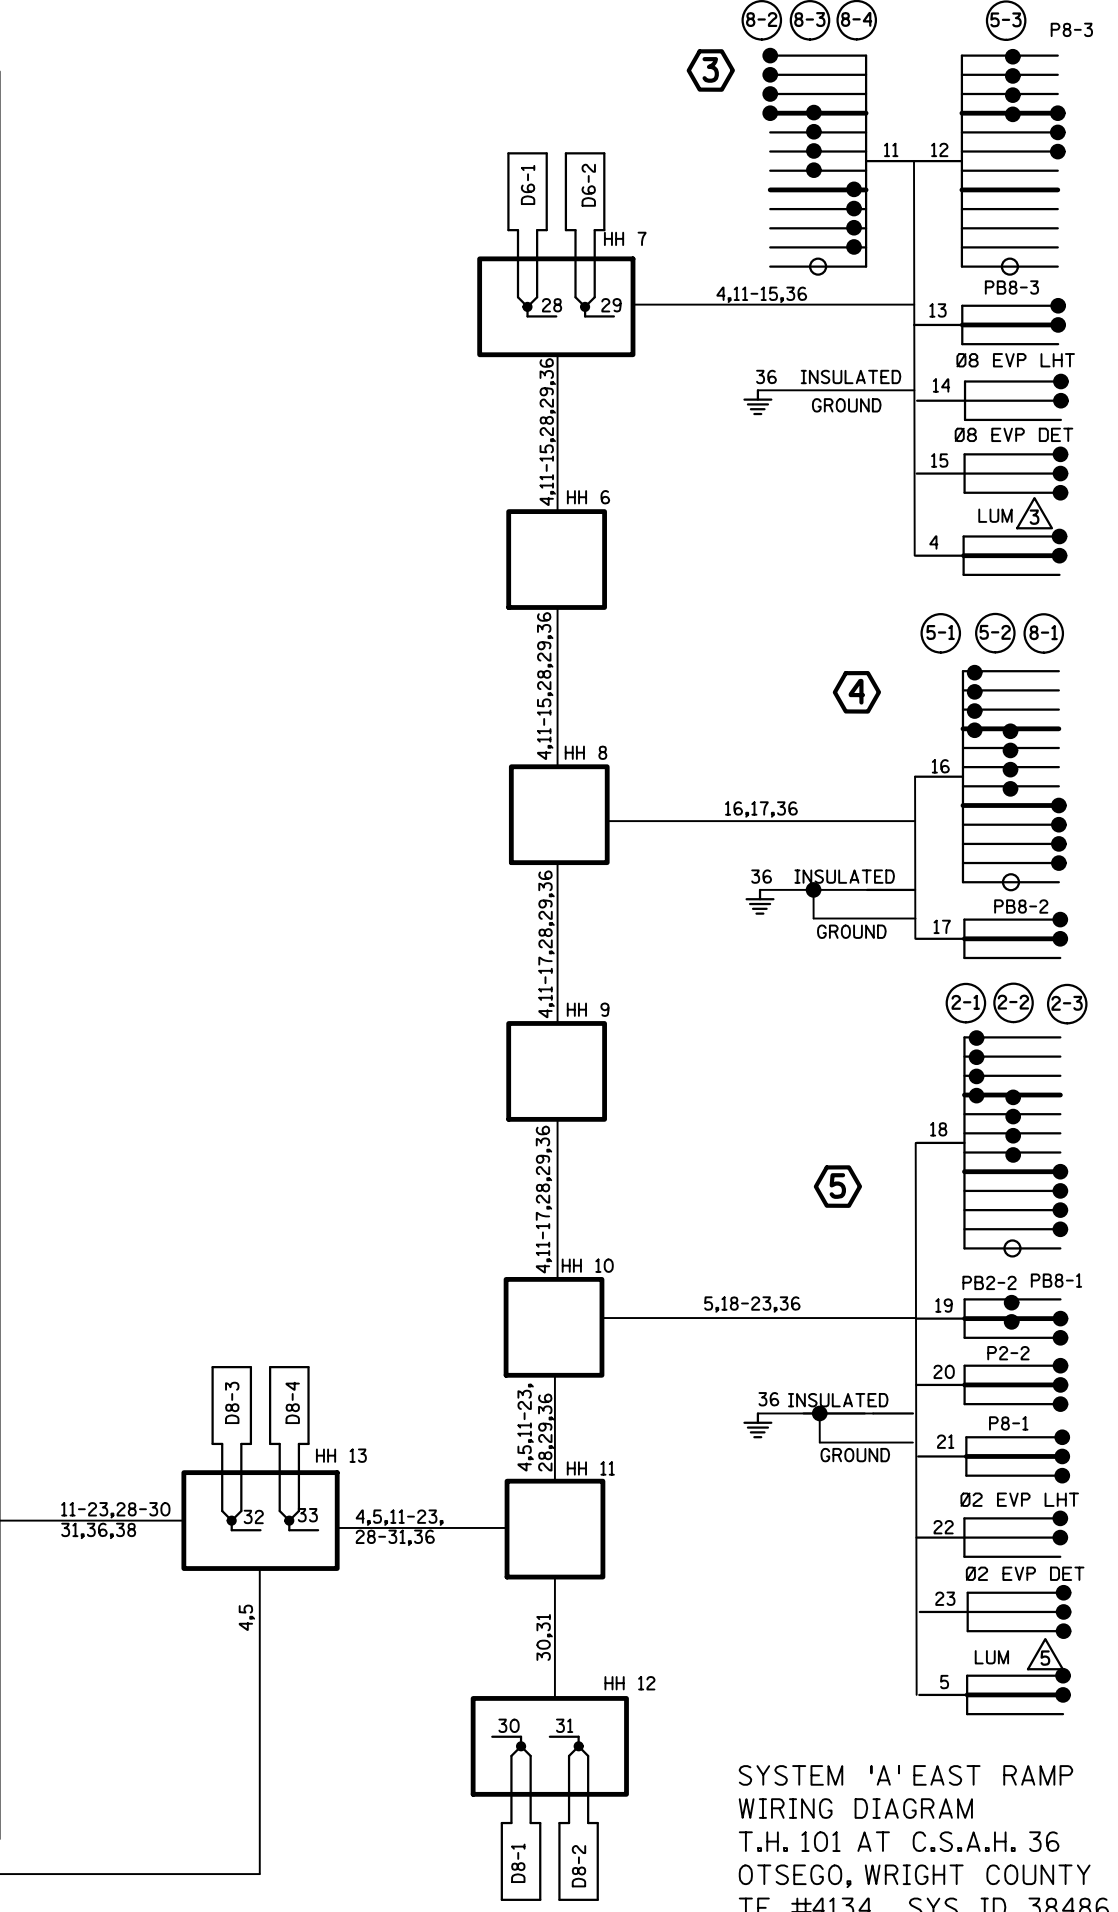 8-2 8-3 8-4 5-3 P8-3
3
11 12
D6-1 D6-2
HH 7
28 29
4,11-15,36
PB8-3
13
Ø8 EVP LHT
36 INSULATED
GROUND
14
Ø8 EVP DET
15
LUM 3
4
4,11-15,28,29,36
HH 6
4,11-15,28,29,36
5-1 5-2 8-1
4
16
HH 8
16,17,36
36 INSULATED
GROUND
PB8-2
17
4,11-17,28,29,36
HH 9
2-1 2-2 2-3
18
5
4,11-17,28,29,36
HH 10
5,18-23,36
PB2-2 PB8-1
19
P2-2
20
36 INSULATED
GROUND
P8-1
21
Ø2 EVP LHT
22
Ø2 EVP DET
23
LUM 5
5
4,5,11-23,
28,29,36
HH 11
D8-3 D8-4
HH 13
32 33
11-23,28-30
31,36,38
4,5,11-23,
28-31,36
4,5
30,31
HH 12
30 31
D8-1 D8-2
SYSTEM 'A' EAST RAMP
WIRING DIAGRAM
T.H. 101 AT C.S.A.H. 36
OTSEGO, WRIGHT COUNTY
TE #4134 SYS ID 38486